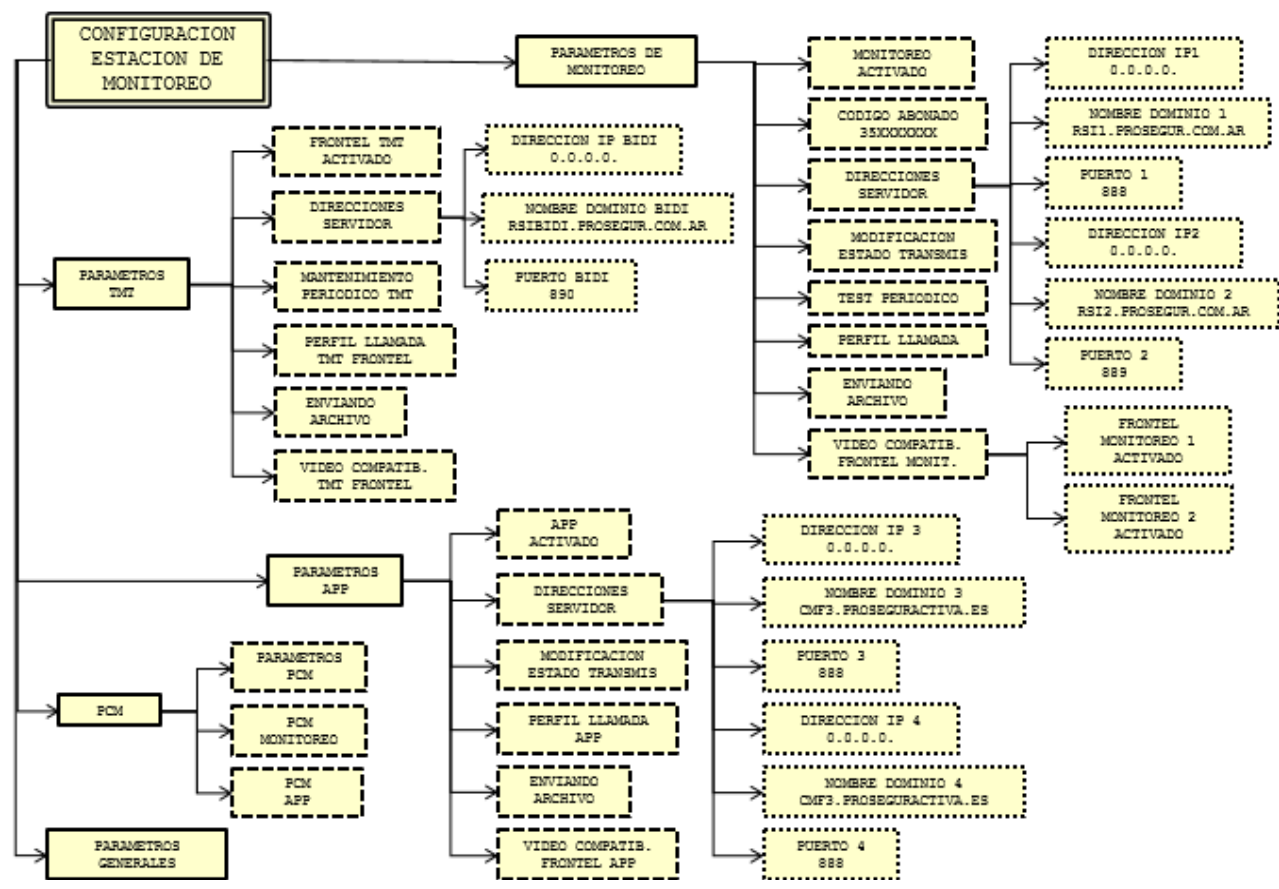 CONFIGURACION
ESTACION DE
MONITOREO
PARAMETROS DE
MONITOREO
MONITOREO
ACTIVADO
CODIGO ABONADO
35XXXXXXX
DIRECCIONES
SERVIDOR
DIRECCION IP1
0.0.0.0.
NOMBRE DOMINIO 1
RSI1.PROSEGUR.COM.AR
PUERTO 1
888
DIRECCION IP2
0.0.0.0.
NOMBRE DOMINIO 2
RSI2.PROSEGUR.COM.AR
PUERTO 2
889
MODIFICACION
ESTADO TRANSMIS
TEST PERIODICO
PERFIL LLAMADA
ENVIANDO
ARCHIVO
VIDEO COMPATIB.
FRONTEL MONIT.
FRONTEL
MONITOREO 1
ACTIVADO
FRONTEL
MONITOREO 2
ACTIVADO
PARAMETROS
TMT
FRONTEL TMT
ACTIVADO
DIRECCIONES
SERVIDOR
DIRECCION IP BIDI
0.0.0.0.
NOMBRE DOMINIO BIDI
RSIBIDI.PROSEGUR.COM.AR
PUERTO BIDI
890
MANTENIMIENTO
PERIODICO TMT
PERFIL LLAMADA
TMT FRONTEL
ENVIANDO
ARCHIVO
VIDEO COMPATIB.
TMT FRONTEL
PARAMETROS
APP
APP
ACTIVADO
DIRECCIONES
SERVIDOR
DIRECCION IP 3
0.0.0.0.
NOMBRE DOMINIO 3
CMF3.PROSEGURACTIVA.ES
PUERTO 3
888
DIRECCION IP 4
0.0.0.0.
NOMBRE DOMINIO 4
CMF3.PROSEGURACTIVA.ES
PUERTO 4
888
MODIFICACION
ESTADO TRANSMIS
PERFIL LLAMADA
APP
ENVIANDO
ARCHIVO
VIDEO COMPATIB.
FRONTEL APP
PCM
PARAMETROS
PCM
PCM
MONITOREO
PCM
APP
PARAMETROS
GENERALES